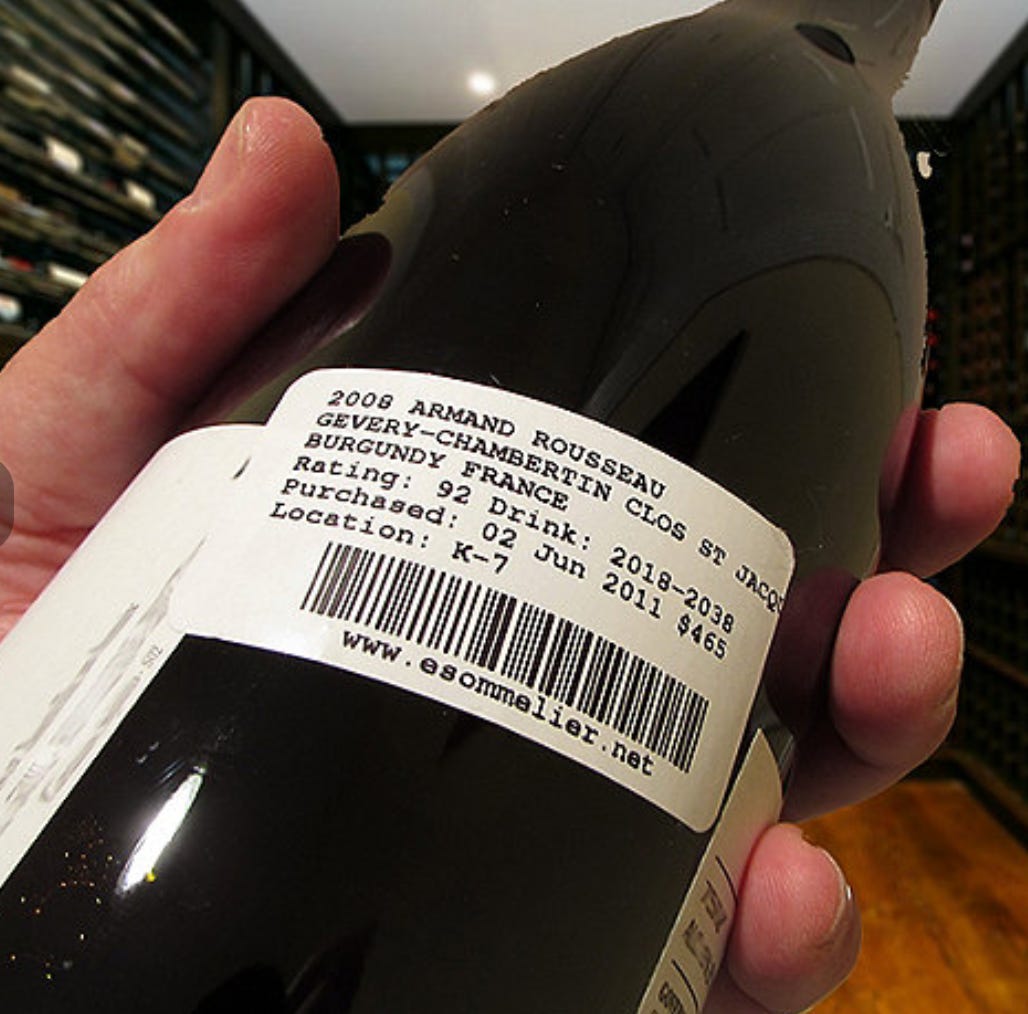 2008 ARMAND ROUSSEAU
GEVERY-CHAMBERTIN CLOS ST JACQ
BURGUNDY FRANCE
Rating: 92 Drink: 2018-2038
Purchased: 02 Jun 2011 $465
Location: K-7
www.esommelier.net